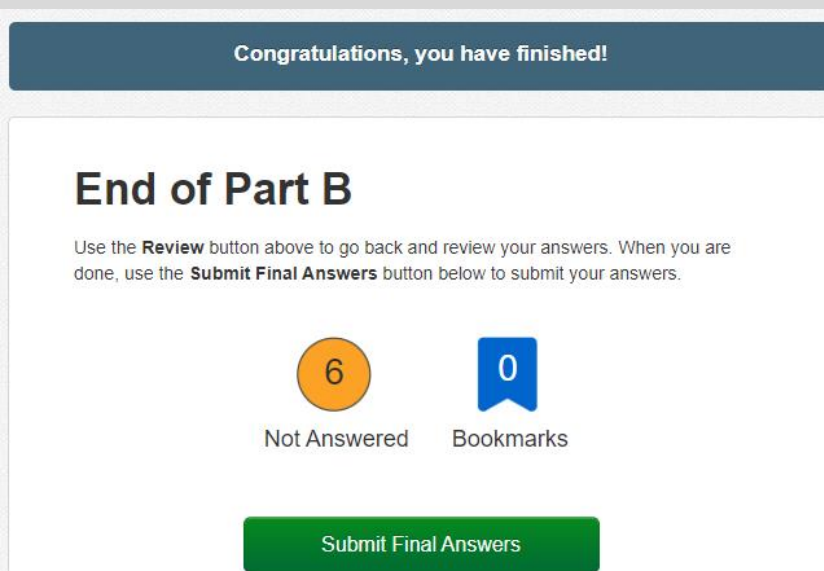 Congratulations, you have finished!
End of Part B
Use the Review button above to go back and review your answers. When you are
done, use the Submit Final Answers button below to submit your answers.
6
0
Not Answered
Bookmarks
Submit Final Answers